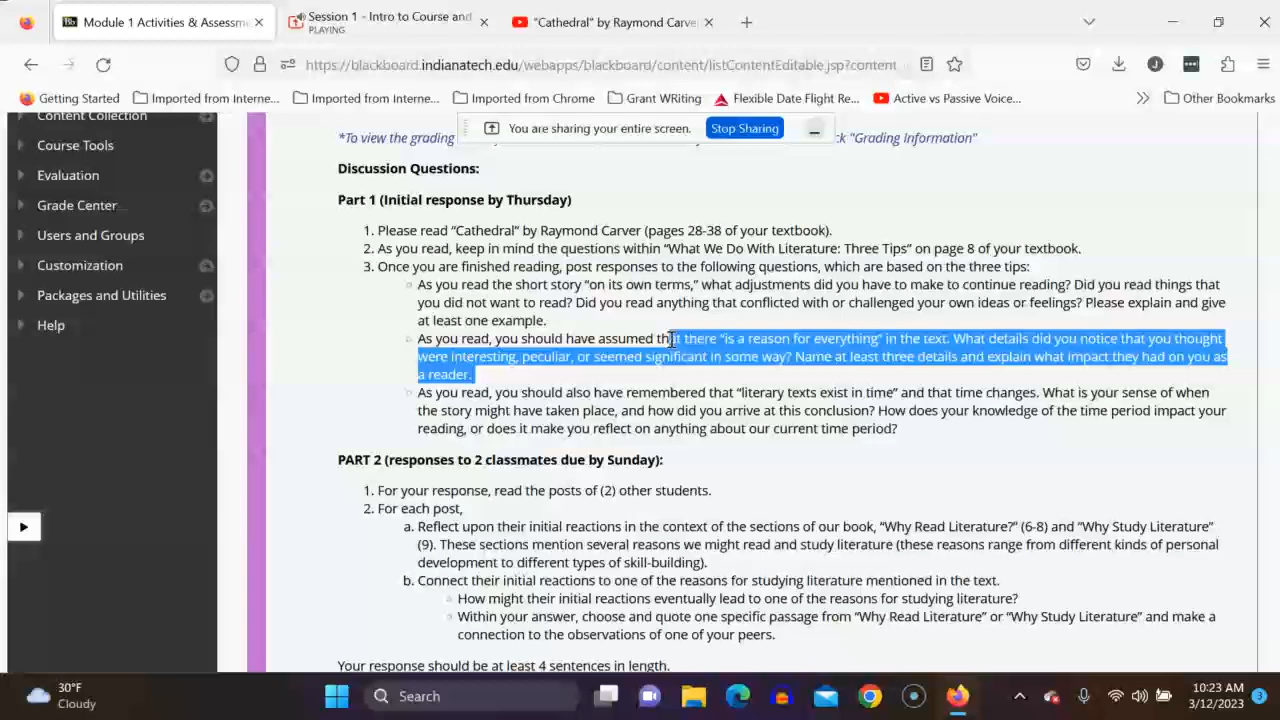 Module 1 Activities & Assessme
Session 1 - Intro to Course and
PLAYING
"Cathedral" by Raymond Carve
https://blackboard.indianatech.edu/webapps/blackboard/content/listContentEditable.jsp?content
Getting Started
Imported from Interne...
Imported from Interne...
Imported from Chrome
Grant WRiting
Flexible Date Flight Re...
Active vs Passive Voice...
Other Bookmarks
You are sharing your entire screen.
Stop Sharing
Content Collection
Course Tools
Evaluation
Grade Center
Users and Groups
Customization
Packages and Utilities
Help
*To view the grading
ck "Grading Information"
Discussion Questions:
Part 1 (Initial response by Thursday)
1. Please read “Cathedral” by Raymond Carver (pages 28-38 of your textbook).
2. As you read, keep in mind the questions within “What We Do With Literature: Three Tips” on page 8 of your textbook.
3. Once you are finished reading, post responses to the following questions, which are based on the three tips:
As you read the short story “on its own terms,” what adjustments did you have to make to continue reading? Did you read things that
you did not want to read? Did you read anything that conflicted with or challenged your own ideas or feelings? Please explain and give
at least one example.
As you read, you should have assumed that there “is a reason for everything” in the text. What details did you notice that you thought
were interesting, peculiar, or seemed significant in some way? Name at least three details and explain what impact they had on you as
a reader.
As you read, you should also have remembered that “literary texts exist in time” and that time changes. What is your sense of when
the story might have taken place, and how did you arrive at this conclusion? How does your knowledge of the time period impact your
reading, or does it make you reflect on anything about our current time period?
PART 2 (responses to 2 classmates due by Sunday):
1. For your response, read the posts of (2) other students.
2. For each post,
a. Reflect upon their initial reactions in the context of the sections of our book, “Why Read Literature?” (6-8) and “Why Study Literature”
(9). These sections mention several reasons we might read and study literature (these reasons range from different kinds of personal
development to different types of skill-building).
b. Connect their initial reactions to one of the reasons for studying literature mentioned in the text.
How might their initial reactions eventually lead to one of the reasons for studying literature?
Within your answer, choose and quote one specific passage from “Why Read Literature” or “Why Study Literature” and make a
connection to the observations of one of your peers.
Your response should be at least 4 sentences in length.
30°F
Cloudy
Search
10:23 AM
3/12/2023
3